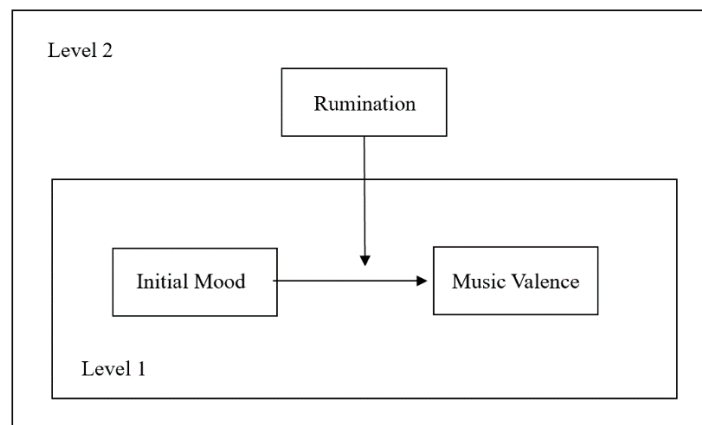 Level 2
Rumination
Initial Mood
Music Valence
Level 1